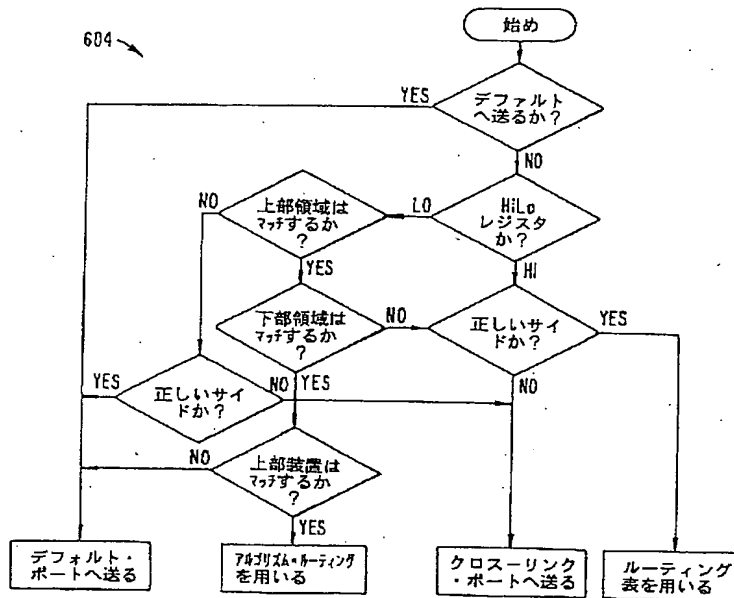 604
始め
YES
デファルト
へ送るか?
NO
NO
上部領域は
マッチするか
?
LO
HiLo
レジスタ
か?
YES
HI
下部領域は
マッチするか
?
NO
正しいサイ
ドか?
YES
YES
正しいサイ
ドか?
NO
YES
NO
NO
上部装置は
マッチするか
?
YES
デフォルト・
ポートへ送る
アルゴリズム・ルーティング
を用いる
クロスーリンク
・ポートへ送る
ルーティング
表を用いる